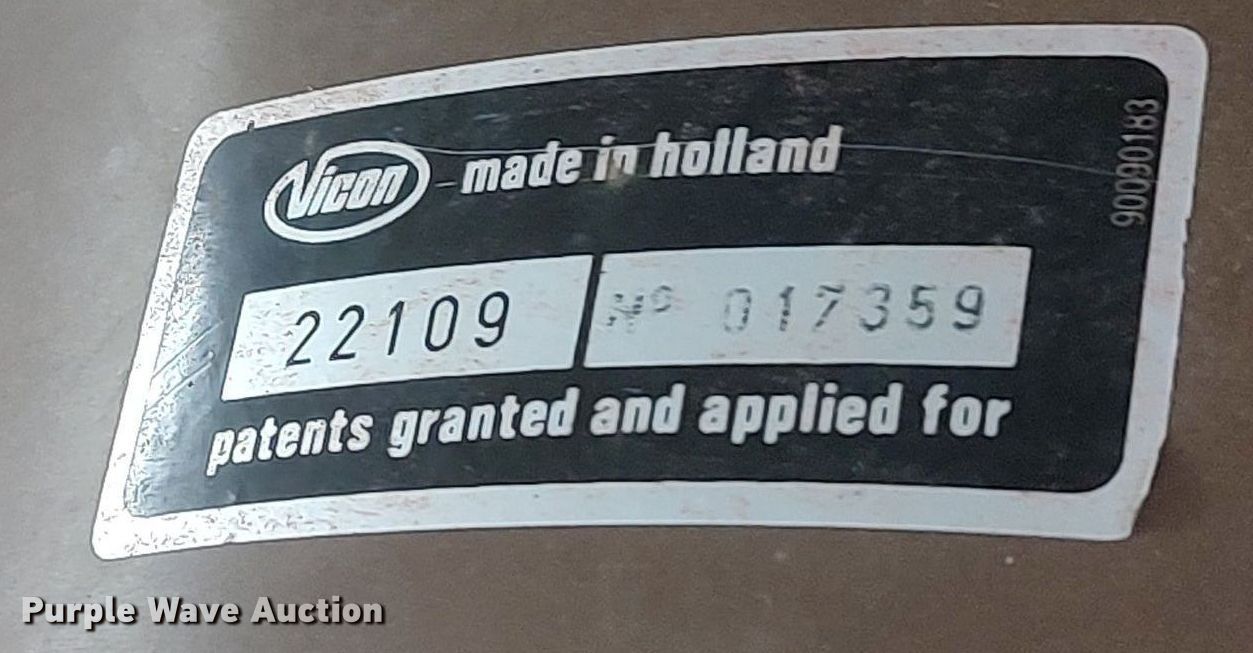 Vicon made in holland
22109 Nº 017359
patents granted and applied for
90090183
Purple Wave Auction